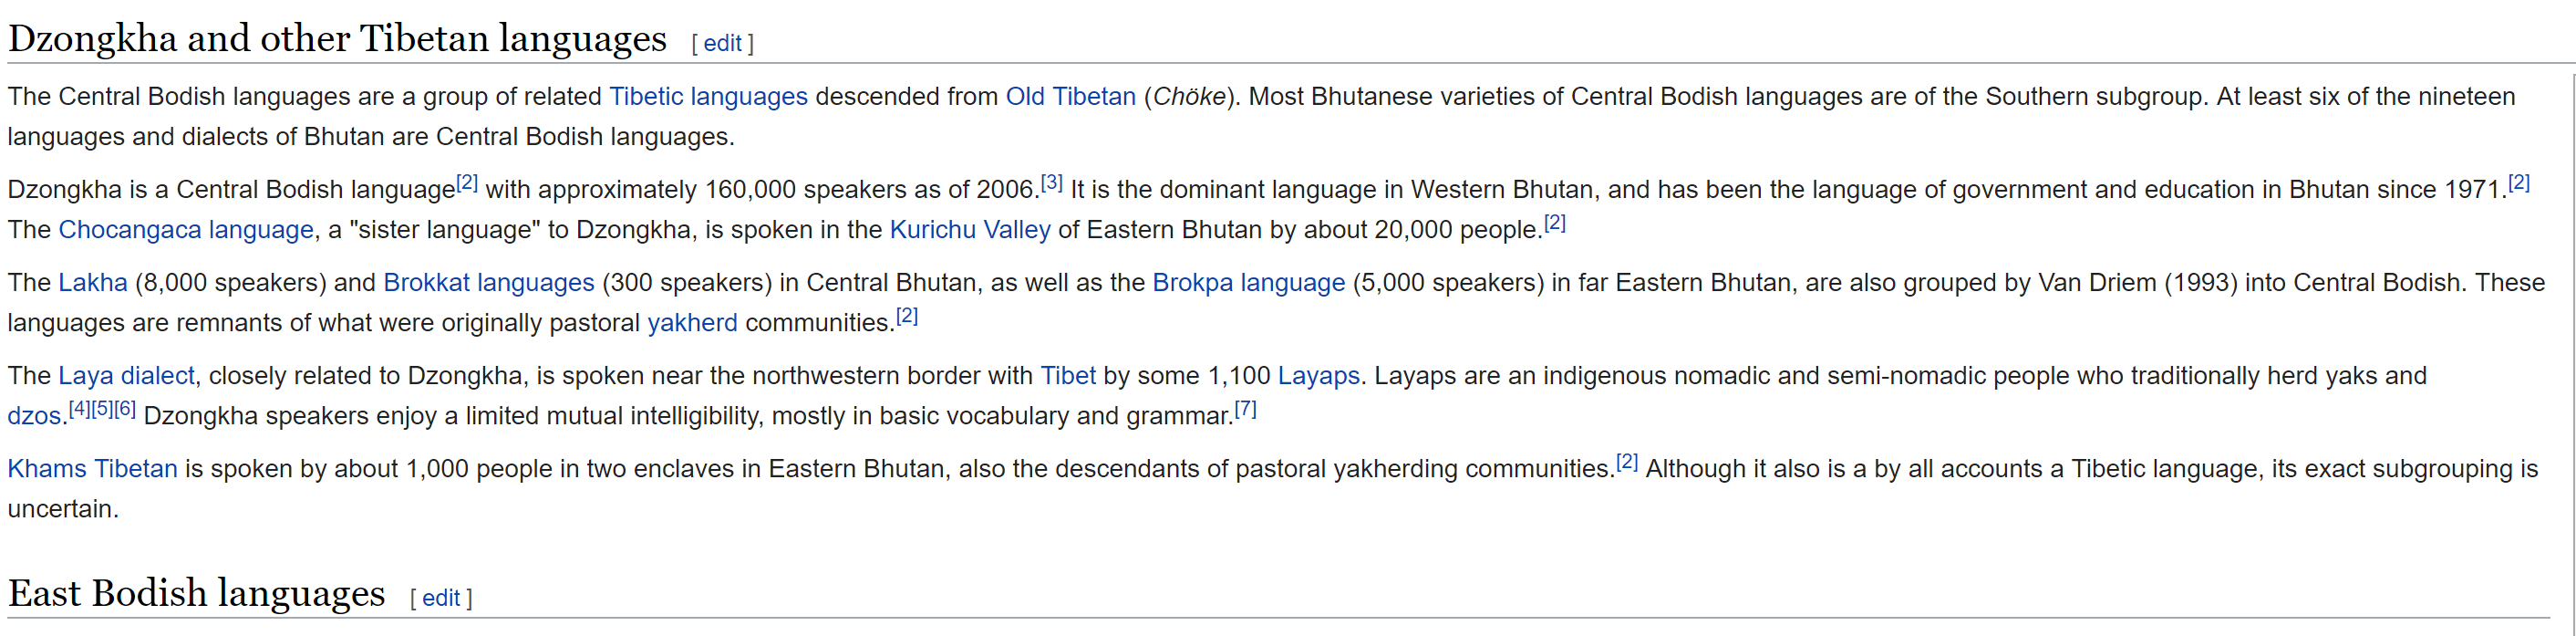 Dzongkha and other Tibetan languages [ edit ]
The Central Bodish languages are a group of related Tibetic languages descended from Old Tibetan (Chöke). Most Bhutanese varieties of Central Bodish languages are of the Southern subgroup. At least six of the nineteen
languages and dialects of Bhutan are Central Bodish languages.
Dzongkha is a Central Bodish language[2] with approximately 160,000 speakers as of 2006.[3] It is the dominant language in Western Bhutan, and has been the language of government and education in Bhutan since 1971.[2]
The Chocangaca language, a "sister language" to Dzongkha, is spoken in the Kurichu Valley of Eastern Bhutan by about 20,000 people.[2]
The Lakha (8,000 speakers) and Brokkat languages (300 speakers) in Central Bhutan, as well as the Brokpa language (5,000 speakers) in far Eastern Bhutan, are also grouped by Van Driem (1993) into Central Bodish. These
languages are remnants of what were originally pastoral yakherd communities.[2]
The Laya dialect, closely related to Dzongkha, is spoken near the northwestern border with Tibet by some 1,100 Layaps. Layaps are an indigenous nomadic and semi-nomadic people who traditionally herd yaks and
dzos.[4][5][6] Dzongkha speakers enjoy a limited mutual intelligibility, mostly in basic vocabulary and grammar.[7]
Khams Tibetan is spoken by about 1,000 people in two enclaves in Eastern Bhutan, also the descendants of pastoral yakherding communities.[2] Although it also is a by all accounts a Tibetic language, its exact subgrouping is
uncertain.
East Bodish languages [ edit ]